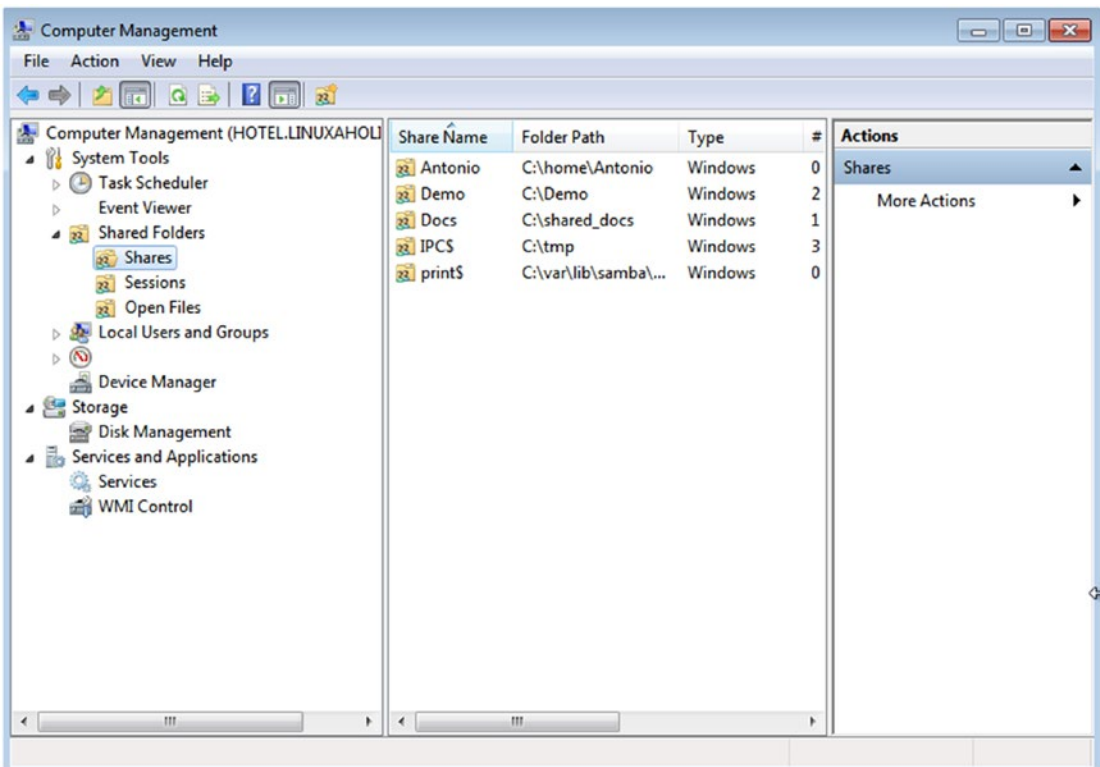 Computer Management
File Action View Help
Computer Management (HOTEL.LINUXAHOLI
System Tools
Task Scheduler
Event Viewer
Shared Folders
Shares
Sessions
Open Files
Local Users and Groups
Device Manager
Storage
Disk Management
Services and Applications
Services
WMI Control
Share Name Folder Path Type #
Antonio C:\home\Antonio Windows 0
Demo C:\Demo Windows 2
Docs C:\shared_docs Windows 1
IPC$ C:\tmp Windows 3
print$ C:\var\lib\samba\... Windows 0
Actions
Shares
More Actions